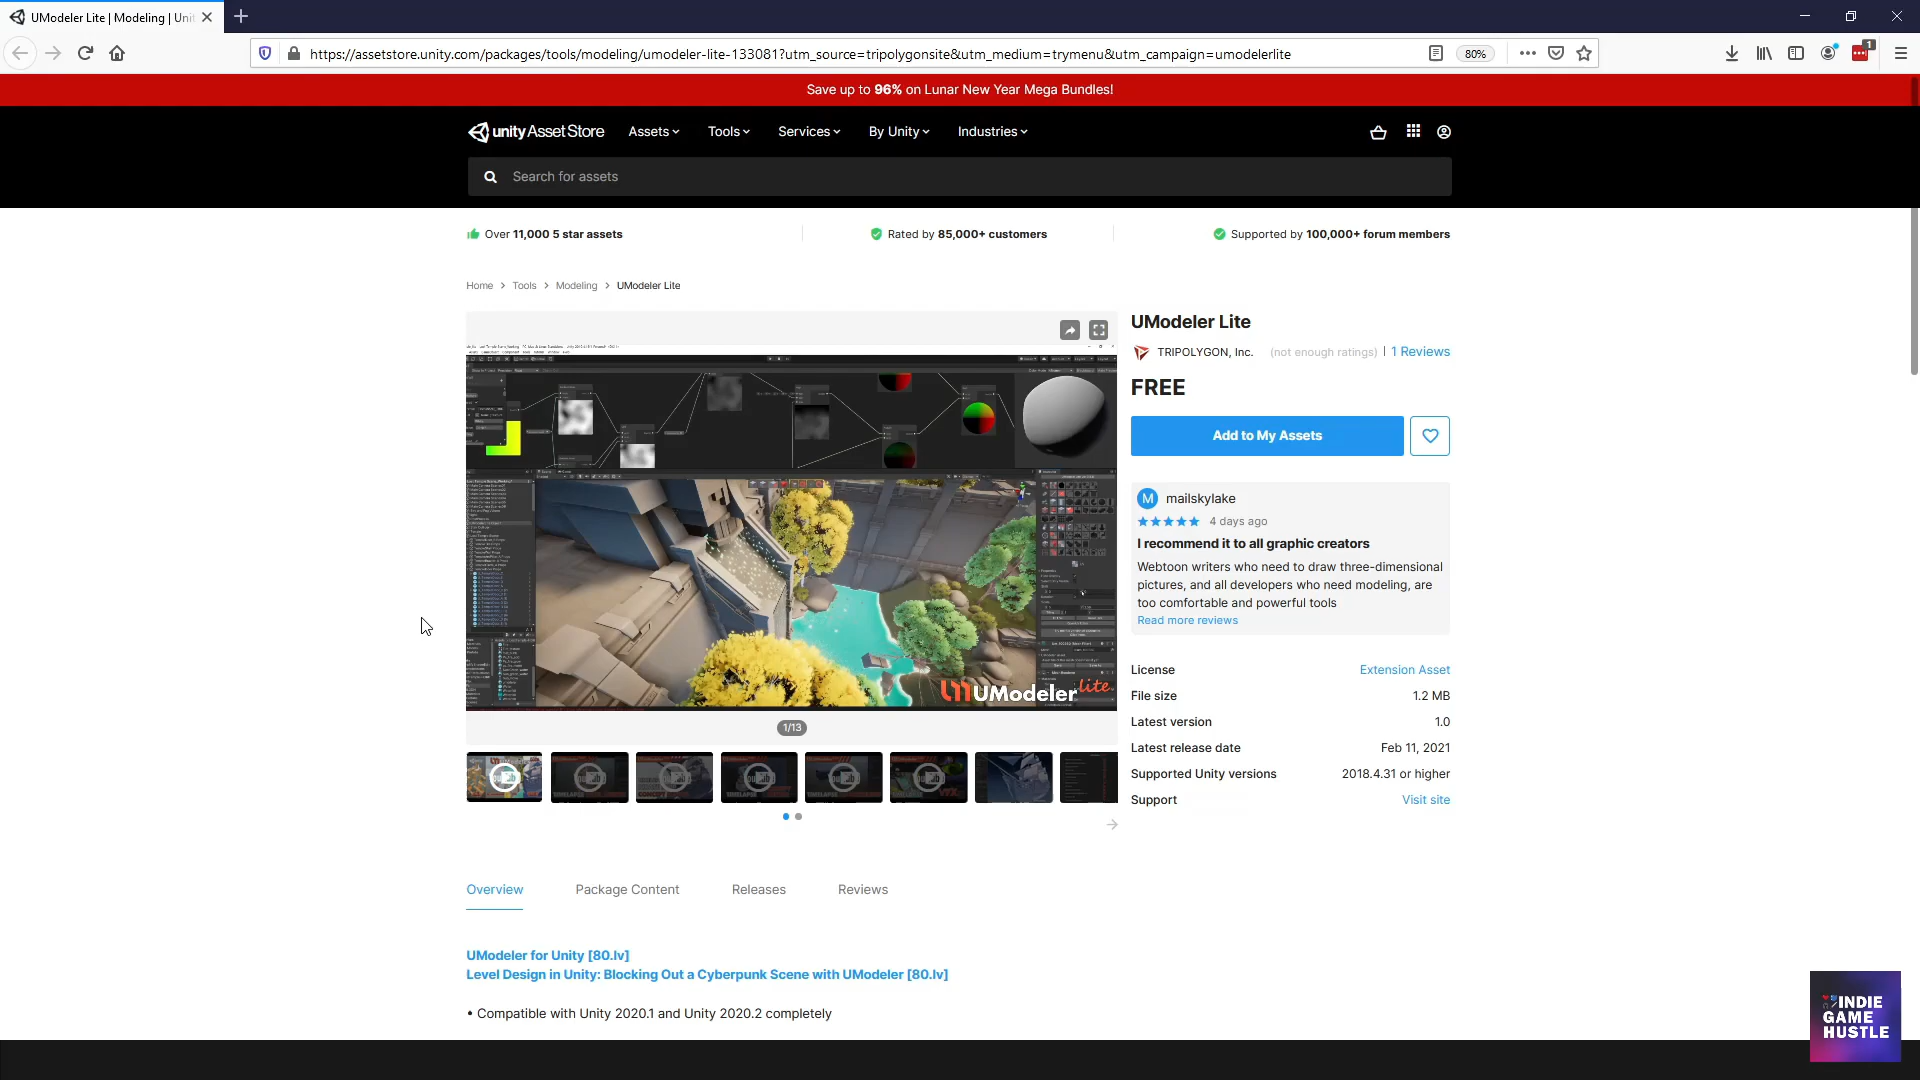 UModeler Lite | Modeling | Unit
https://assetstore.unity.com/packages/tools/modeling/umodeler-lite-133081?utm_source=tripolygonsite&utm_medium=trymenu&utm_campaign=umodelerlite
80%
1
Save up to 96% on Lunar New Year Mega Bundles!
unity Asset Store
Assets
Tools
Services
By Unity
Industries
Search for assets
Over 11,000 5 star assets
Rated by 85,000+ customers
Supported by 100,000+ forum members
Home > Tools > Modeling > UModeler Lite
UModeler Lite
TRIPOLYGON, Inc. (not enough ratings) | 1 Reviews
FREE
Add to My Assets
M mailskylake
4 days ago
I recommend it to all graphic creators
Webtoon writers who need to draw three-dimensional
pictures, and all developers who need modeling, are
too comfortable and powerful tools
Read more reviews
License Extension Asset
File size 1.2 MB
Latest version 1.0
Latest release date Feb 11, 2021
Supported Unity versions 2018.4.31 or higher
Support Visit site
UModeler lite
1/13
Overview
Package Content
Releases
Reviews
UModeler for Unity [80.lv]
Level Design in Unity: Blocking Out a Cyberpunk Scene with UModeler [80.lv]
• Compatible with Unity 2020.1 and Unity 2020.2 completely
INDIE
GAME
HUSTLE